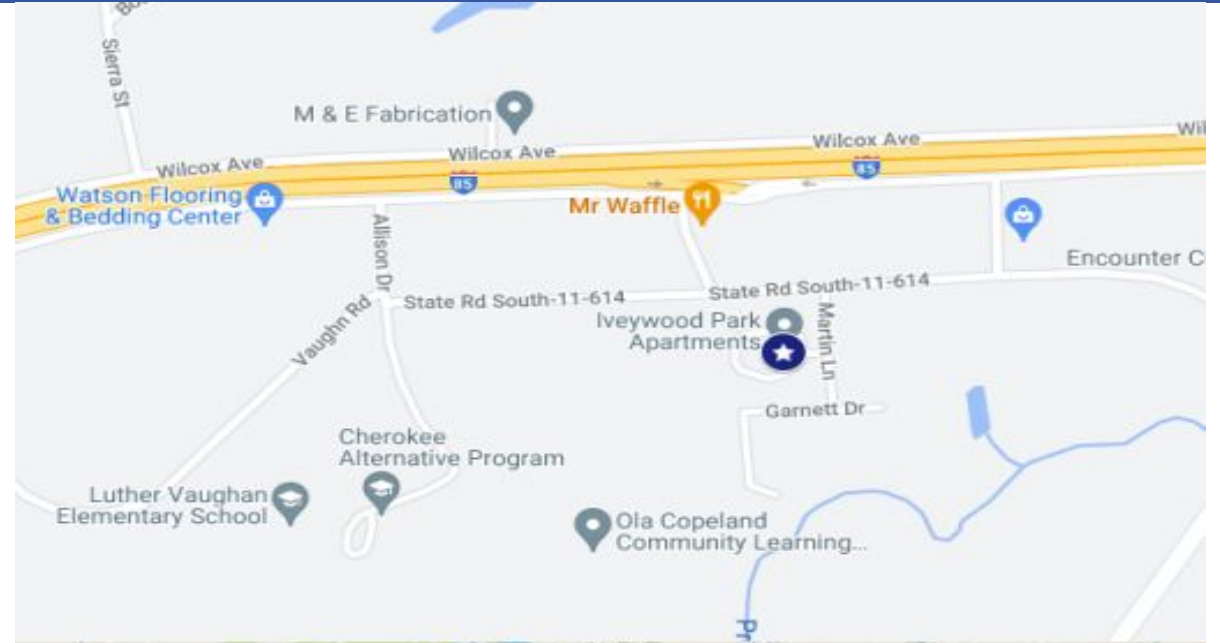 Sierra St
M & E Fabrication
Wilcox Ave
Wilcox Ave
Wilcox Ave
85
85
Watson Flooring
& Bedding Center
Mr Waffle
Allison Dr
Encounter C
State Rd South-11-614
State Rd South-11-614
Vaughn Rd
Iveywood Park
Apartments
Martin Ln
Garnett Dr
Cherokee
Alternative Program
Luther Vaughan
Elementary School
Ola Copeland
Community Learning...
Pr